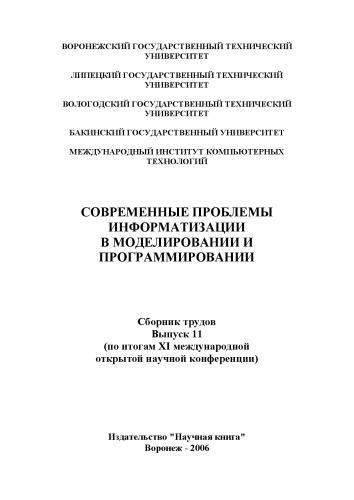 ВОРОНЕЖСКИЙ ГОСУДАРСТВЕННЫЙ ТЕХНИЧЕСКИЙ
УНИВЕРСИТЕТ
ЛИПЕЦКИЙ ГОСУДАРСТВЕННЫЙ ТЕХНИЧЕСКИЙ
УНИВЕРСИТЕТ
ВОЛОГОДСКИЙ ГОСУДАРСТВЕННЫЙ ТЕХНИЧЕСКИЙ
УНИВЕРСИТЕТ
БАКИНСКИЙ ГОСУДАРСТВЕННЫЙ УНИВЕРСИТЕТ
МЕЖДУНАРОДНЫЙ ИНСТИТУТ КОМПЬЮТЕРНЫХ
ТЕХНОЛОГИЙ
СОВРЕМЕННЫЕ ПРОБЛЕМЫ
ИНФОРМАТИЗАЦИИ
В МОДЕЛИРОВАНИИ И
ПРОГРАММИРОВАНИИ
Сборник трудов
Выпуск 11
(по итогам XI международной
открытой научной конференции)
Издательство "Научная книга"
Воронеж - 2006